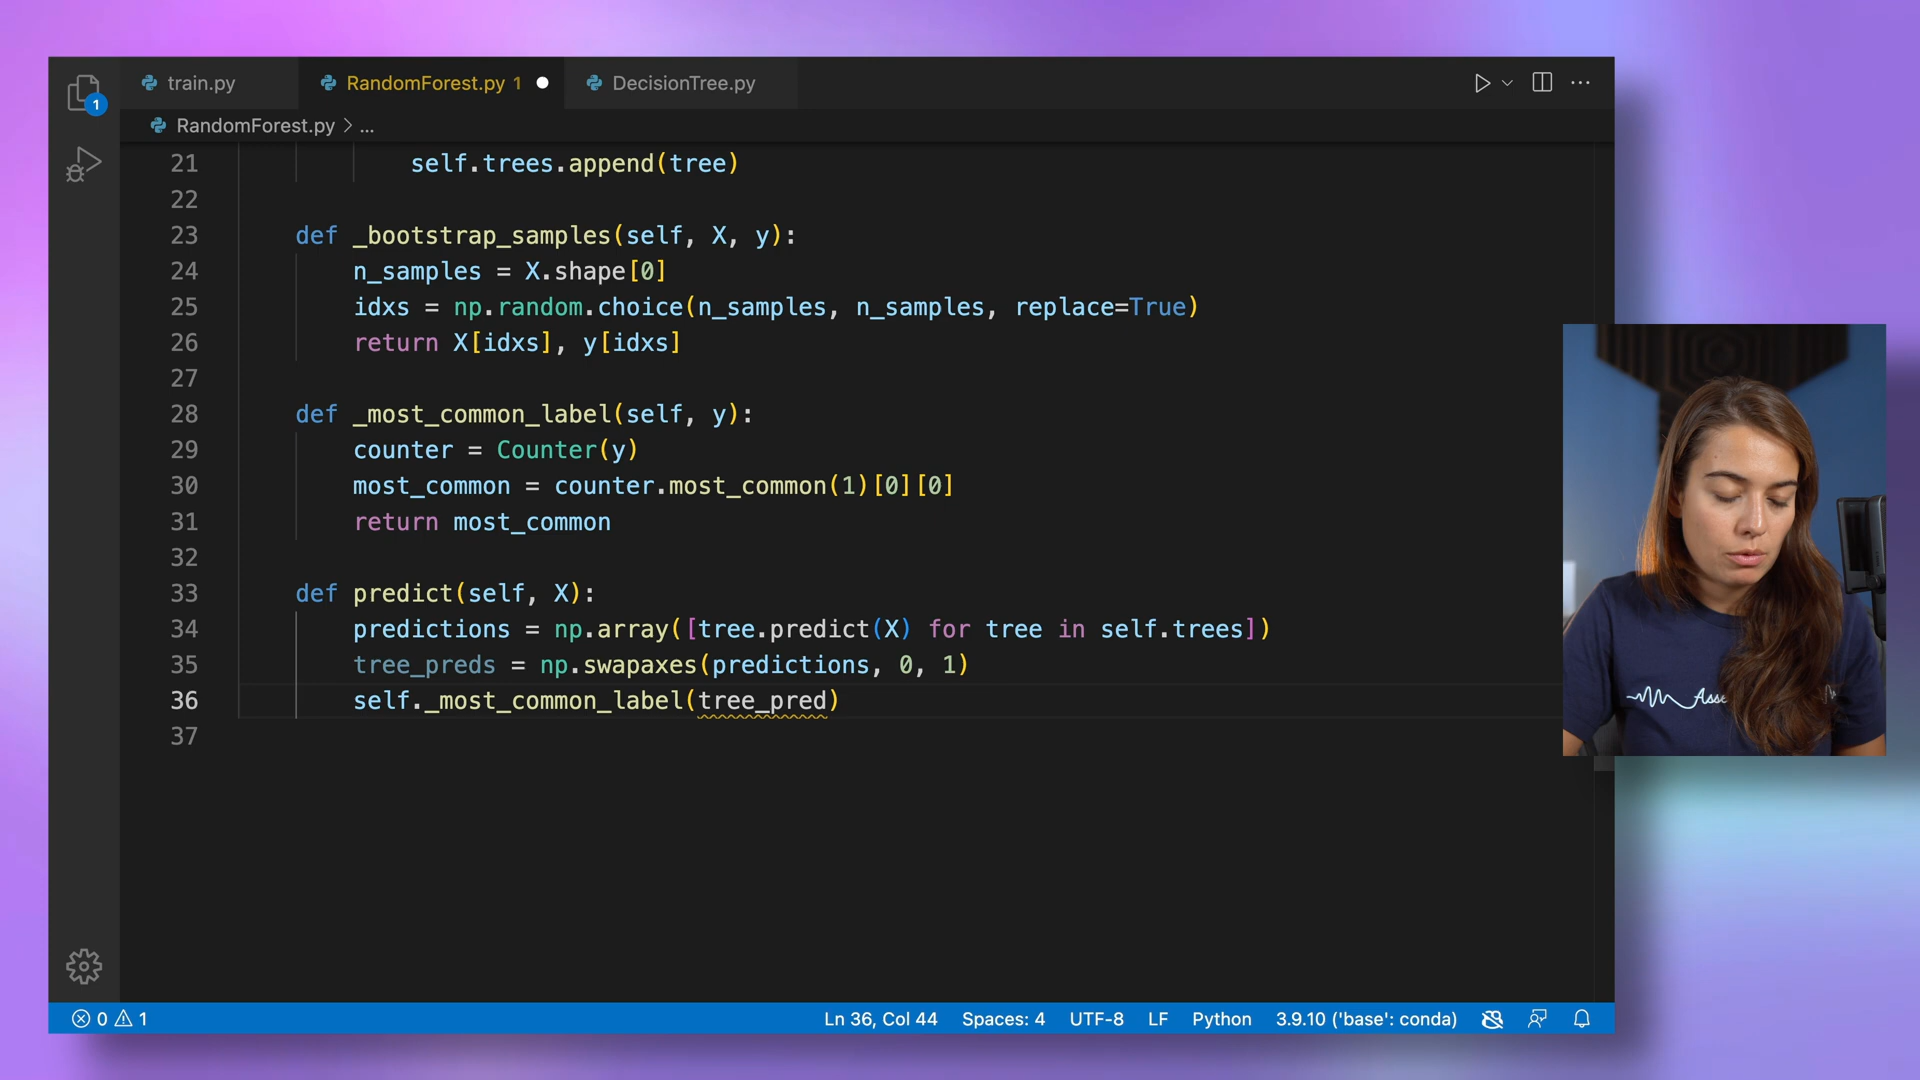 1
train.py
RandomForest.py 1
DecisionTree.py
RandomForest.py > ...
21 self.trees.append(tree)
22
23 def _bootstrap_samples(self, X, y):
24 n_samples = X.shape[0]
25 idxs = np.random.choice(n_samples, n_samples, replace=True)
26 return X[idxs], y[idxs]
27
28 def _most_common_label(self, y):
29 counter = Counter(y)
30 most_common = counter.most_common(1)[0][0]
31 return most_common
32
33 def predict(self, X):
34 predictions = np.array([tree.predict(X) for tree in self.trees])
35 tree_preds = np.swapaxes(predictions, 0, 1)
36 self._most_common_label(tree_pred)
37
0 1
Ln 36, Col 44
Spaces: 4
UTF-8
LF
Python
3.9.10 ('base': conda)